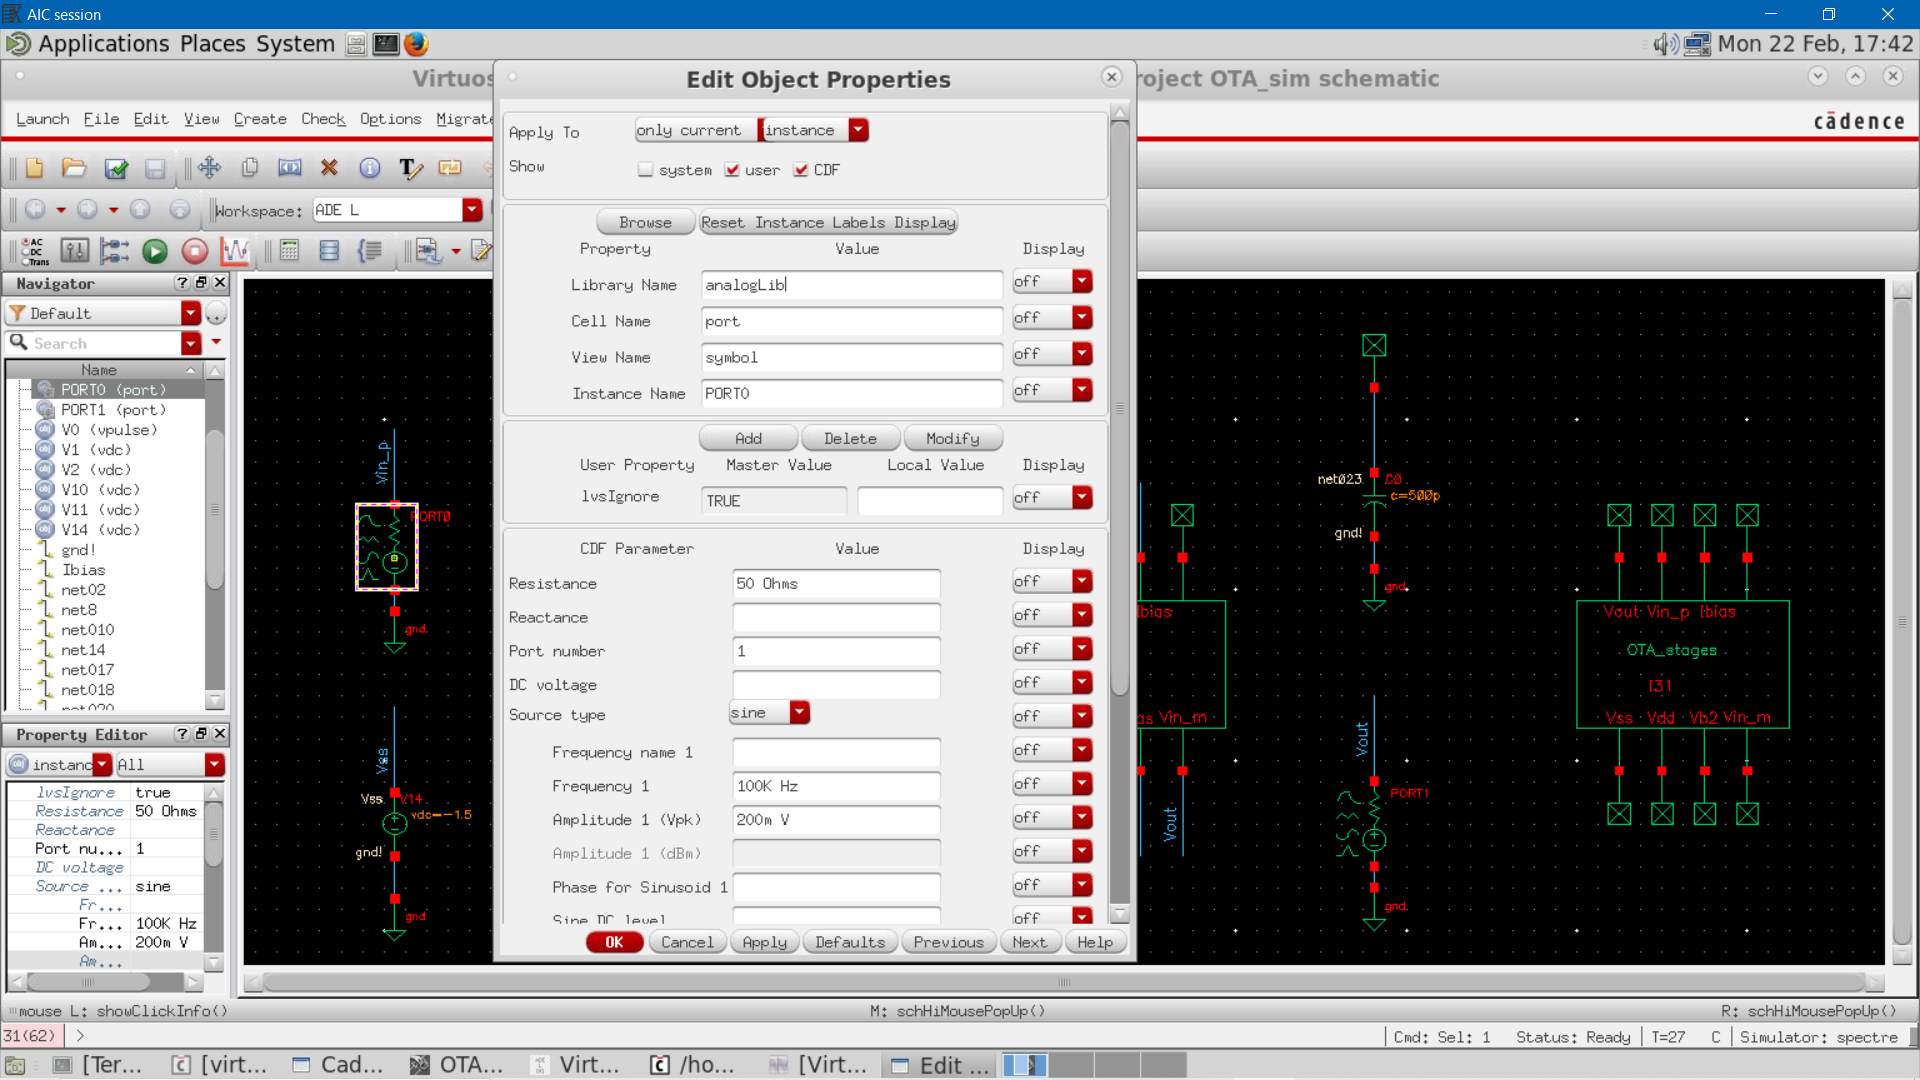 AIC session
Applications Places System
Mon 22 Feb, 17:42
Virtuos
Edit Object Properties
roject OTA_sim schematic
Launch File Edit View Create Check Options Migrate
cādence
Workspace: ADE L
AC
DC
Trans
Navigator
Default
Search
Name
PORT0 (port)
PORT1 (port)
V0 (vpulse)
V1 (vdc)
V2 (vdc)
V10 (vdc)
V11 (vdc)
V14 (vdc)
gnd!
Ibias
net02
net8
net010
net14
net017
net018
net020
Property Editor
instanc All
lvsIgnore true
Resistance 50 Ohms
Reactance
Port nu... 1
DC voltage
Source ... sine
Fr...
Fr... 100K Hz
Am... 200m V
Am...
Apply To only current instance
Show system user CDF
Browse Reset Instance Labels Display
Property Value Display
Library Name analogLib off
Cell Name port off
View Name symbol off
Instance Name PORT0 off
Add Delete Modify
User Property Master Value Local Value Display
lvsIgnore TRUE off
CDF Parameter Value Display
Resistance 50 Ohms off
Reactance off
Port number 1 off
DC voltage off
Source type sine off
Frequency name 1 off
Frequency 1 100K Hz off
Amplitude 1 (Vpk) 200m V off
Amplitude 1 (dBm) off
Phase for Sinusoid 1 off
Sine DC level off
OK Cancel Apply Defaults Previous Next Help
Vin_p
PORT0
gnd
Vss
Vss V14
vdc=-1.5
gnd!
gnd
net023 C0
c=500p
gnd!
gnd
Ibias
as Vin_m
Vout
Vout
PORT1
gnd
Vout Vin_p Ibias
OTA_stages
I31
Vss Vdd Vb2 Vin_m
mouse L: showClickInfo()
M: schHiMousePopUp()
R: schHiMousePopUp()
31(62) >
Cmd: Sel: 1 Status: Ready T=27 C Simulator: spectre
[Ter... [virt... Cad... OTA... Virt... /ho... [Virt... Edit ...